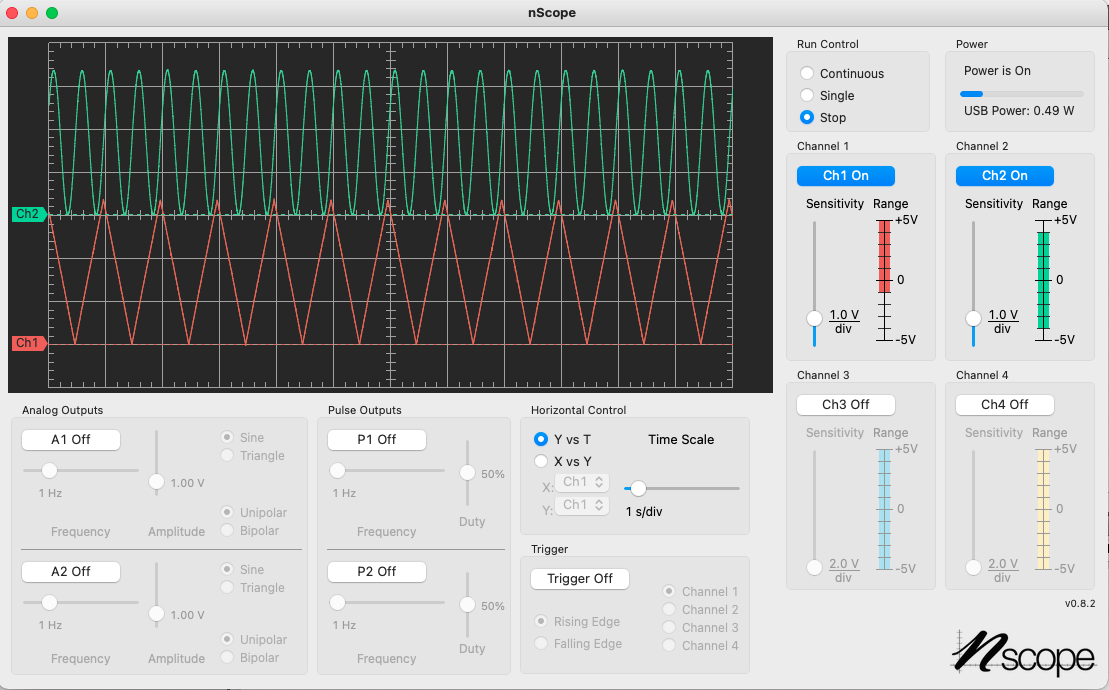 nScope
Ch2
Ch1
Run Control
Continuous
Single
Stop
Power
Power is On
USB Power: 0.49 W
Channel 1
Ch1 On
Sensitivity Range
+5V
0
-5V
1.0 V
div
Channel 2
Ch2 On
Sensitivity Range
+5V
0
-5V
1.0 V
div
Channel 3
Ch3 Off
Sensitivity Range
+5V
0
-5V
2.0 V
div
Channel 4
Ch4 Off
Sensitivity Range
+5V
0
-5V
2.0 V
div
Analog Outputs
A1 Off
Sine
Triangle
1 Hz
1.00 V
Unipolar
Bipolar
Frequency
Amplitude
A2 Off
Sine
Triangle
1 Hz
1.00 V
Unipolar
Bipolar
Frequency
Amplitude
Pulse Outputs
P1 Off
50%
1 Hz
Duty
Frequency
P2 Off
50%
1 Hz
Duty
Frequency
Horizontal Control
Y vs T
Time Scale
X vs Y
X: Ch1
Y: Ch1
1 s/div
Trigger
Trigger Off
Rising Edge
Falling Edge
Channel 1
Channel 2
Channel 3
Channel 4
v0.8.2
nscope